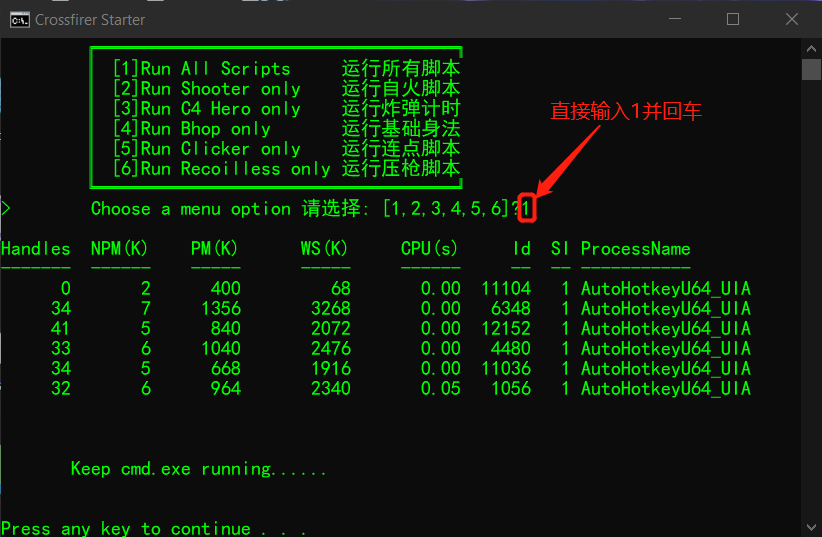 Crossfirer Starter
[1]Run All Scripts 运行所有脚本
[2]Run Shooter only 运行自火脚本
[3]Run C4 Hero only 运行炸弹计时
[4]Run Bhop only 运行基础身法
[5]Run Clicker only 运行连点脚本
[6]Run Recoilless only 运行压枪脚本
直接输入1并回车
> Choose a menu option 请选择: [1,2,3,4,5,6]?1
Handles NPM(K) PM(K) WS(K) CPU(s) Id SI ProcessName
------- ------ ----- ----- ------ -- -- -----------
0 2 400 68 0.00 11104 1 AutoHotkeyU64_UIA
34 7 1356 3268 0.00 6348 1 AutoHotkeyU64_UIA
41 5 840 2072 0.00 12152 1 AutoHotkeyU64_UIA
33 6 1040 2476 0.00 4480 1 AutoHotkeyU64_UIA
34 5 668 1916 0.00 11036 1 AutoHotkeyU64_UIA
32 6 964 2340 0.05 1056 1 AutoHotkeyU64_UIA
Keep cmd.exe running......
Press any key to continue . . .